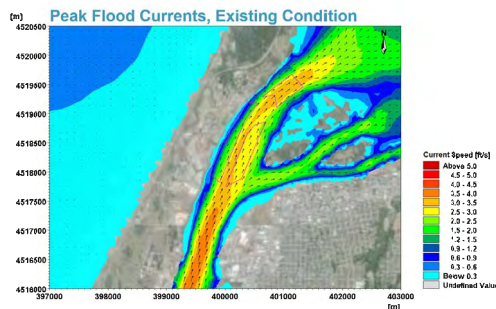 Peak Flood Currents, Existing Condition
[m]
4520500
4520000
4519500
4519000
4518500
4518000
4517500
4517000
4516500
4516000
397000 398000 399000 400000 401000 402000 403000
[m]
N
Current Speed [ft/s]
Above 5.0
4.5 - 5.0
4.0 - 4.5
3.5 - 4.0
3.0 - 3.5
2.5 - 3.0
2.0 - 2.5
1.5 - 2.0
1.2 - 1.5
0.9 - 1.2
0.6 - 0.9
0.3 - 0.6
Below 0.3
Undefined Value